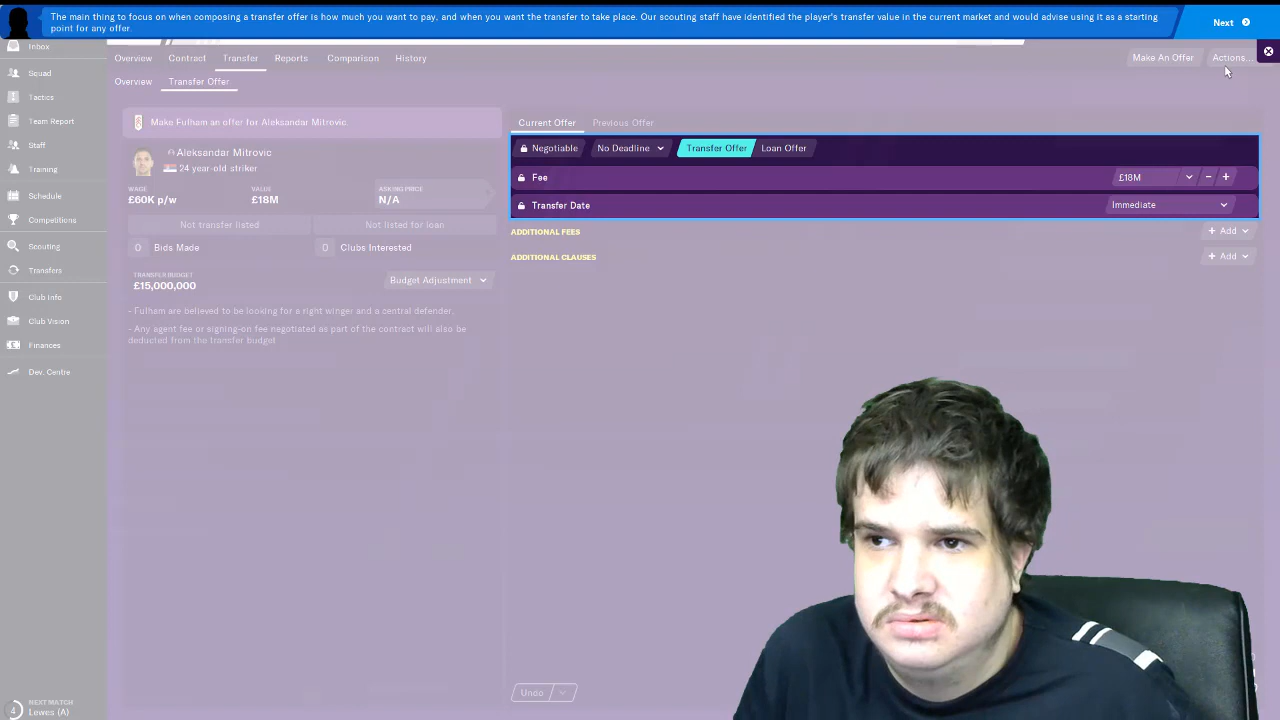 The main thing to focus on when composing a transfer offer is how much you want to pay, and when you want the transfer to take place. Our scouting staff have identified the player's transfer value in the current market and would advise using it as a starting
point for any offer.
Next
Inbox
Squad
Tactics
Team Report
Staff
Training
Schedule
Competitions
Scouting
Transfers
Club Info
Club Vision
Finances
Dev. Centre
NEXT MATCH
4
Lewes (A)
Overview Contract Transfer Reports Comparison History
Make An Offer Actions...
Overview Transfer Offer
Make Fulham an offer for Aleksandar Mitrovic.
Aleksandar Mitrovic
24 year-old striker
WAGE VALUE ASKING PRICE
£60K p/w £18M N/A
Not transfer listed Not listed for loan
0 Bids Made 0 Clubs Interested
TRANSFER BUDGET
£15,000,000
Budget Adjustment
- Fulham are believed to be looking for a right winger and a central defender.
- Any agent fee or signing-on fee negotiated as part of the contract will also be
deducted from the transfer budget
Current Offer Previous Offer
Negotiable No Deadline Transfer Offer Loan Offer
Fee £18M - +
Transfer Date Immediate
ADDITIONAL FEES + Add
ADDITIONAL CLAUSES + Add
Undo